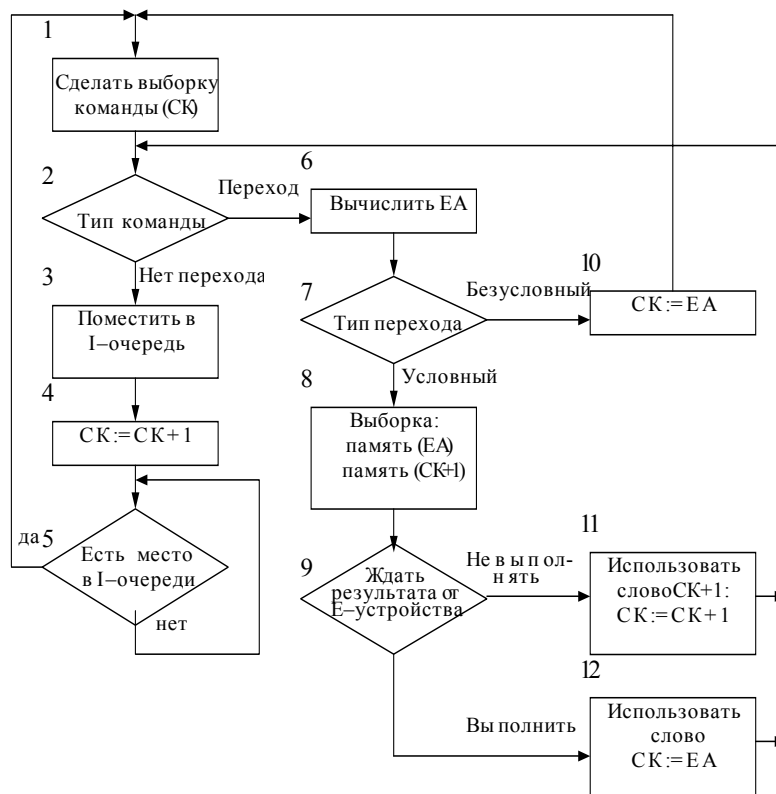 1
Сделать выборку
команды (СК)
2
Тип команды
Переход
6
Вычислить ЕА
3
Нет перехода
Поместить в
I–очередь
7
Тип перехода
Безусловный
10
СК:=ЕА
4
СК:=СК+1
Условный
8
Выборка:
память (ЕА)
память (СК+1)
да
5
Есть место
в I–очереди
нет
9
Ждать
результата от
Е–устройства
Не выпол-
нять
11
Использовать
словоСК+1:
СК:=СК+1
Выполнить
12
Использовать
слово
СК:=ЕА